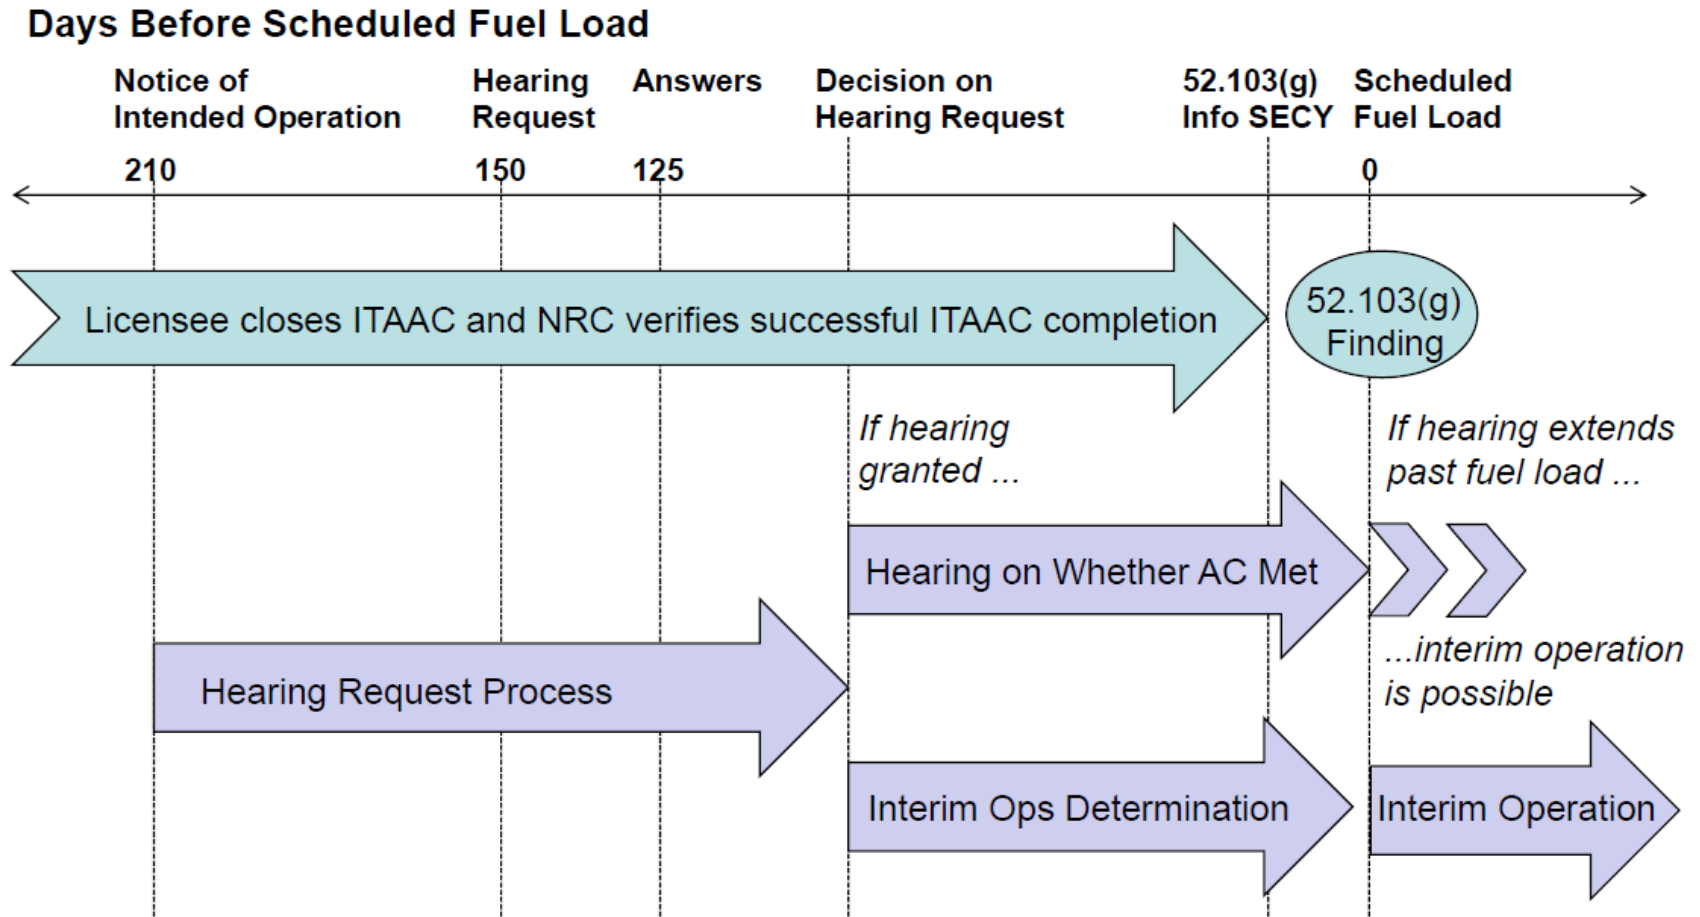 Days Before Scheduled Fuel Load
Notice of
Intended Operation
Hearing
Request
Answers
Decision on
Hearing Request
52.103(g)
Info SECY
Scheduled
Fuel Load
210
150
125
0
Licensee closes ITAAC and NRC verifies successful ITAAC completion
52.103(g)
Finding
If hearing
granted ...
If hearing extends
past fuel load ...
Hearing on Whether AC Met
...interim operation
is possible
Hearing Request Process
Interim Ops Determination
Interim Operation